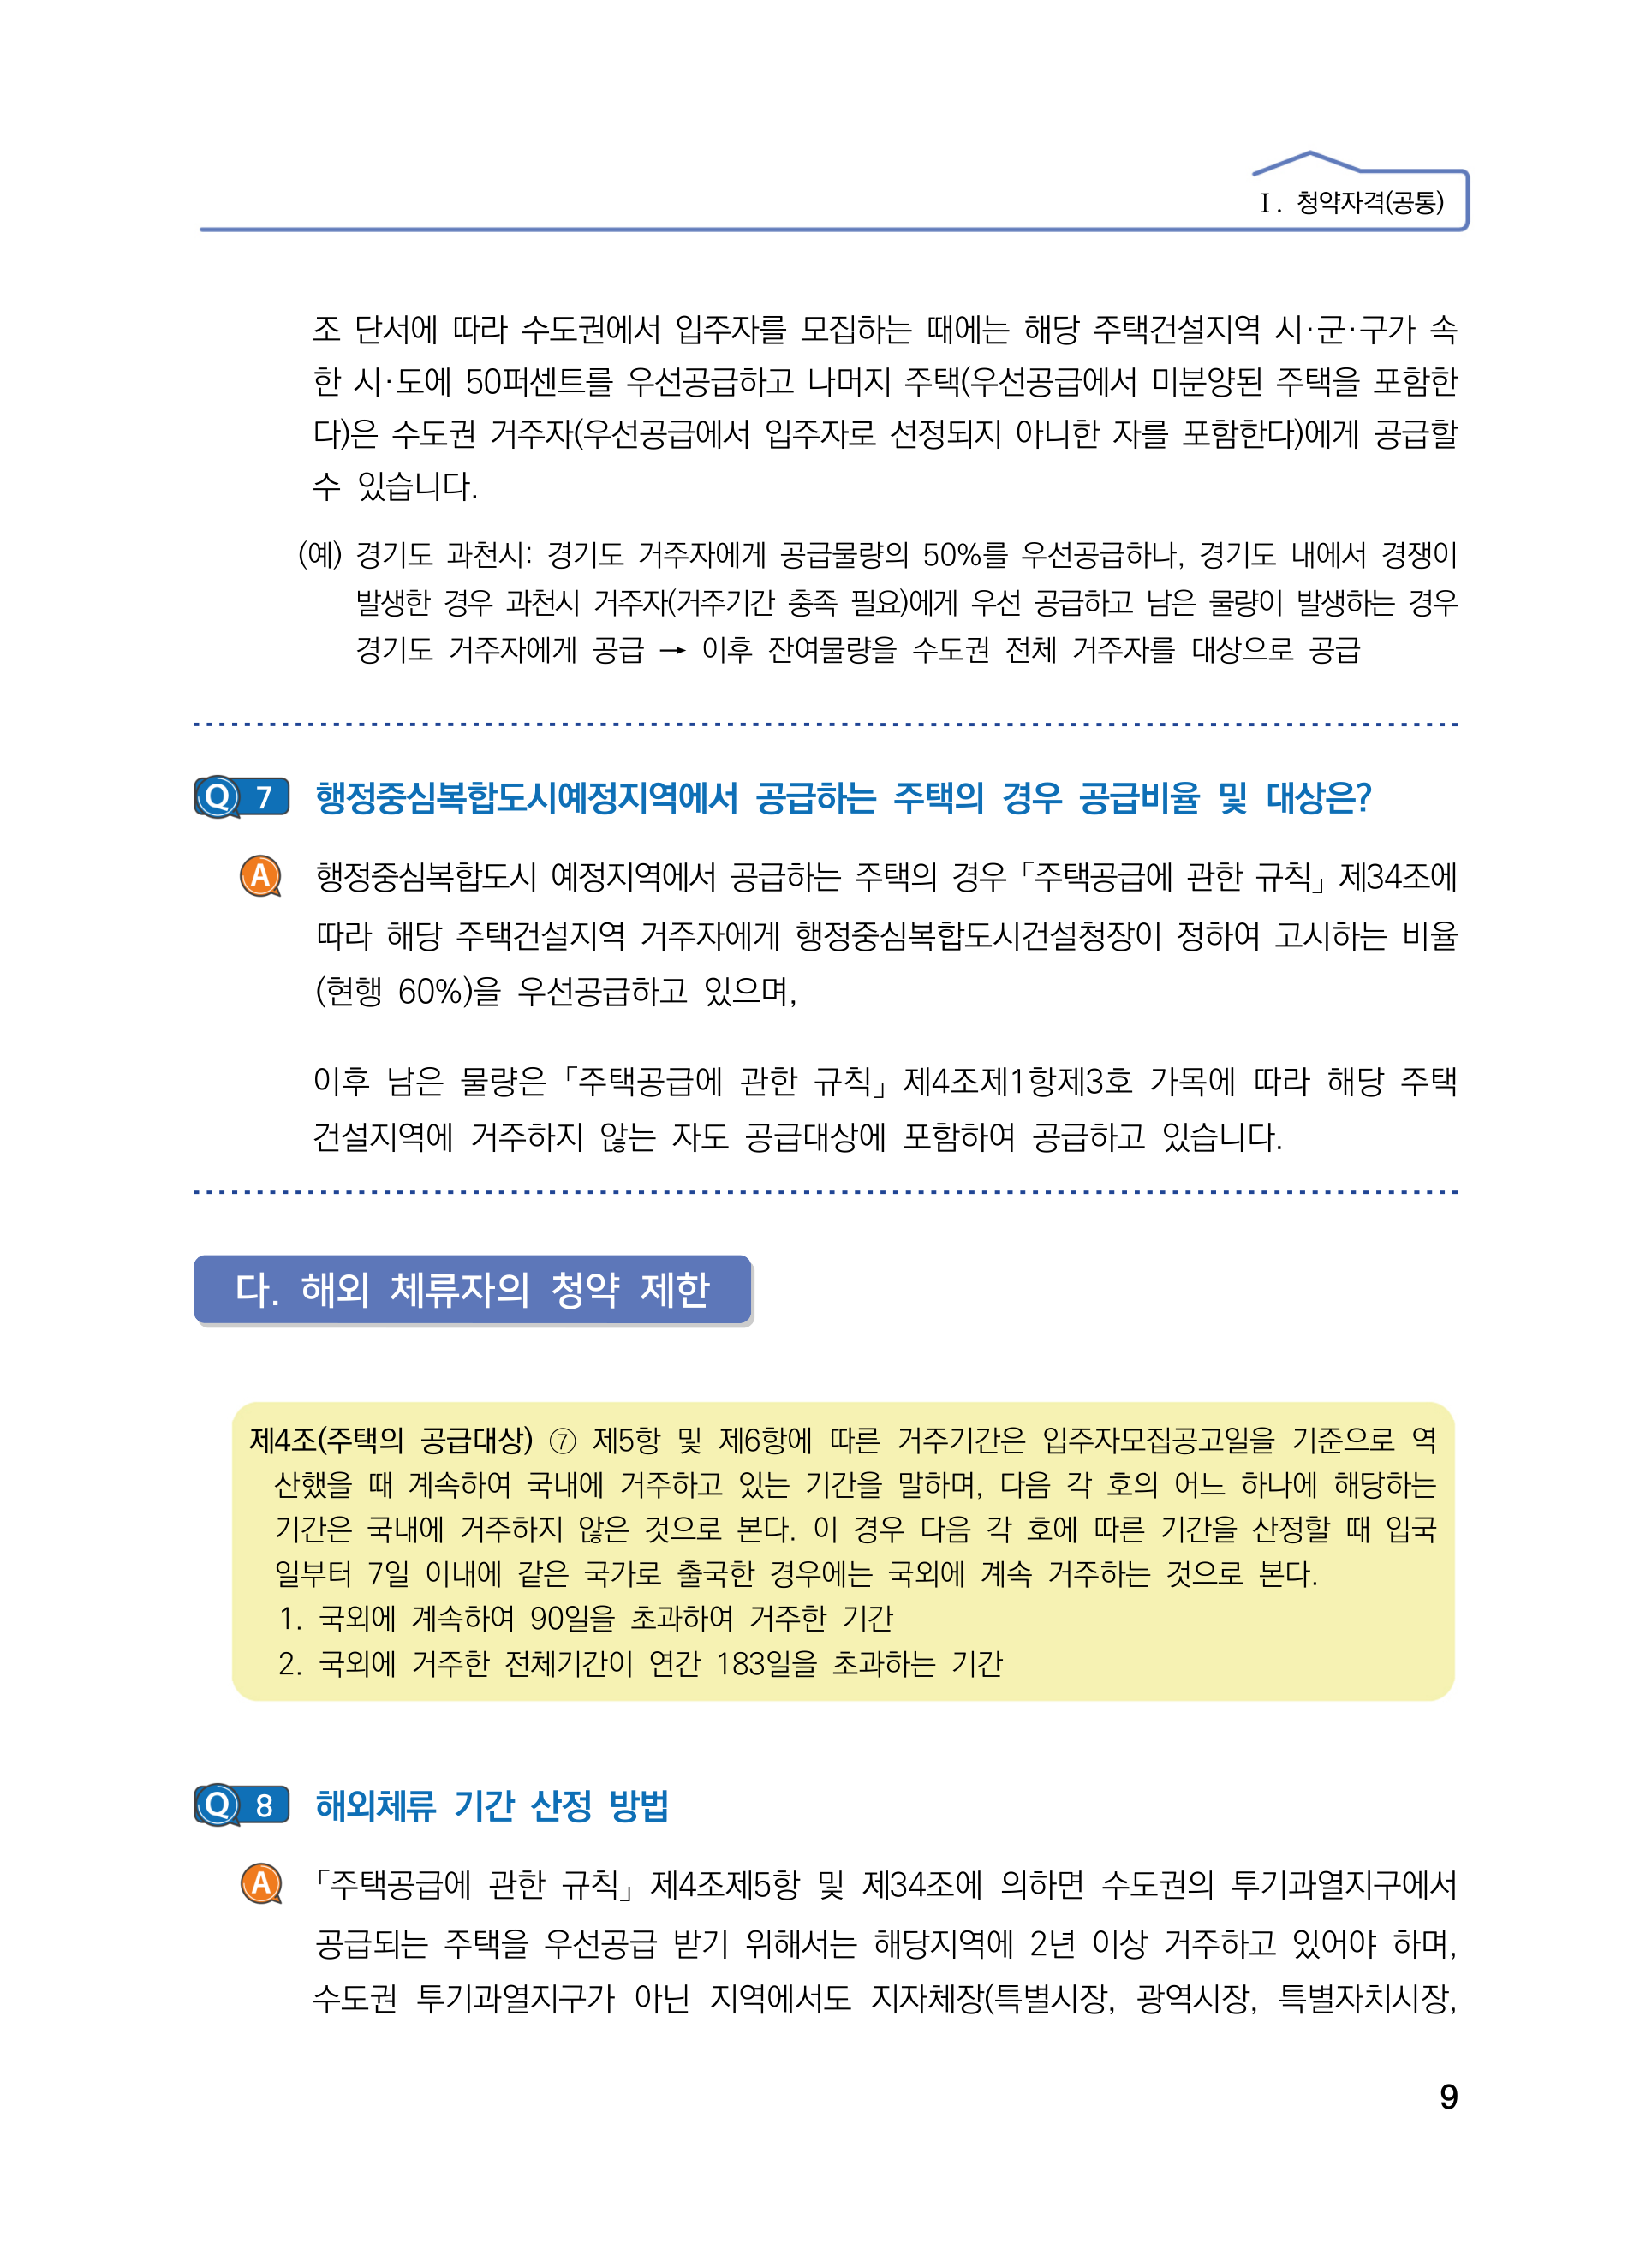 Ⅰ. 청약자격(공통)
조 단서에 따라 수도권에서 입주자를 모집하는 때에는 해당 주택건설지역 시·군·구가 속
한 시·도에 50퍼센트를 우선공급하고 나머지 주택(우선공급에서 미분양된 주택을 포함한
다)은 수도권 거주자(우선공급에서 입주자로 선정되지 아니한 자를 포함한다)에게 공급할
수 있습니다.
(예) 경기도 과천시: 경기도 거주자에게 공급물량의 50%를 우선공급하나, 경기도 내에서 경쟁이
발생한 경우 과천시 거주자(거주기간 충족 필요)에게 우선 공급하고 남은 물량이 발생하는 경우
경기도 거주자에게 공급 → 이후 잔여물량을 수도권 전체 거주자를 대상으로 공급
Q 7 행정중심복합도시예정지역에서 공급하는 주택의 경우 공급비율 및 대상은?
A 행정중심복합도시 예정지역에서 공급하는 주택의 경우「주택공급에 관한 규칙」제34조에
따라 해당 주택건설지역 거주자에게 행정중심복합도시건설청장이 정하여 고시하는 비율
(현행 60%)을 우선공급하고 있으며,
이후 남은 물량은「주택공급에 관한 규칙」제4조제1항제3호 가목에 따라 해당 주택
건설지역에 거주하지 않는 자도 공급대상에 포함하여 공급하고 있습니다.
다. 해외 체류자의 청약 제한
제4조(주택의 공급대상) ⑦ 제5항 및 제6항에 따른 거주기간은 입주자모집공고일을 기준으로 역
산했을 때 계속하여 국내에 거주하고 있는 기간을 말하며, 다음 각 호의 어느 하나에 해당하는
기간은 국내에 거주하지 않은 것으로 본다. 이 경우 다음 각 호에 따른 기간을 산정할 때 입국
일부터 7일 이내에 같은 국가로 출국한 경우에는 국외에 계속 거주하는 것으로 본다.
1. 국외에 계속하여 90일을 초과하여 거주한 기간
2. 국외에 거주한 전체기간이 연간 183일을 초과하는 기간
Q 8 해외체류 기간 산정 방법
A 「주택공급에 관한 규칙」제4조제5항 및 제34조에 의하면 수도권의 투기과열지구에서
공급되는 주택을 우선공급 받기 위해서는 해당지역에 2년 이상 거주하고 있어야 하며,
수도권 투기과열지구가 아닌 지역에서도 지자체장(특별시장, 광역시장, 특별자치시장,
9